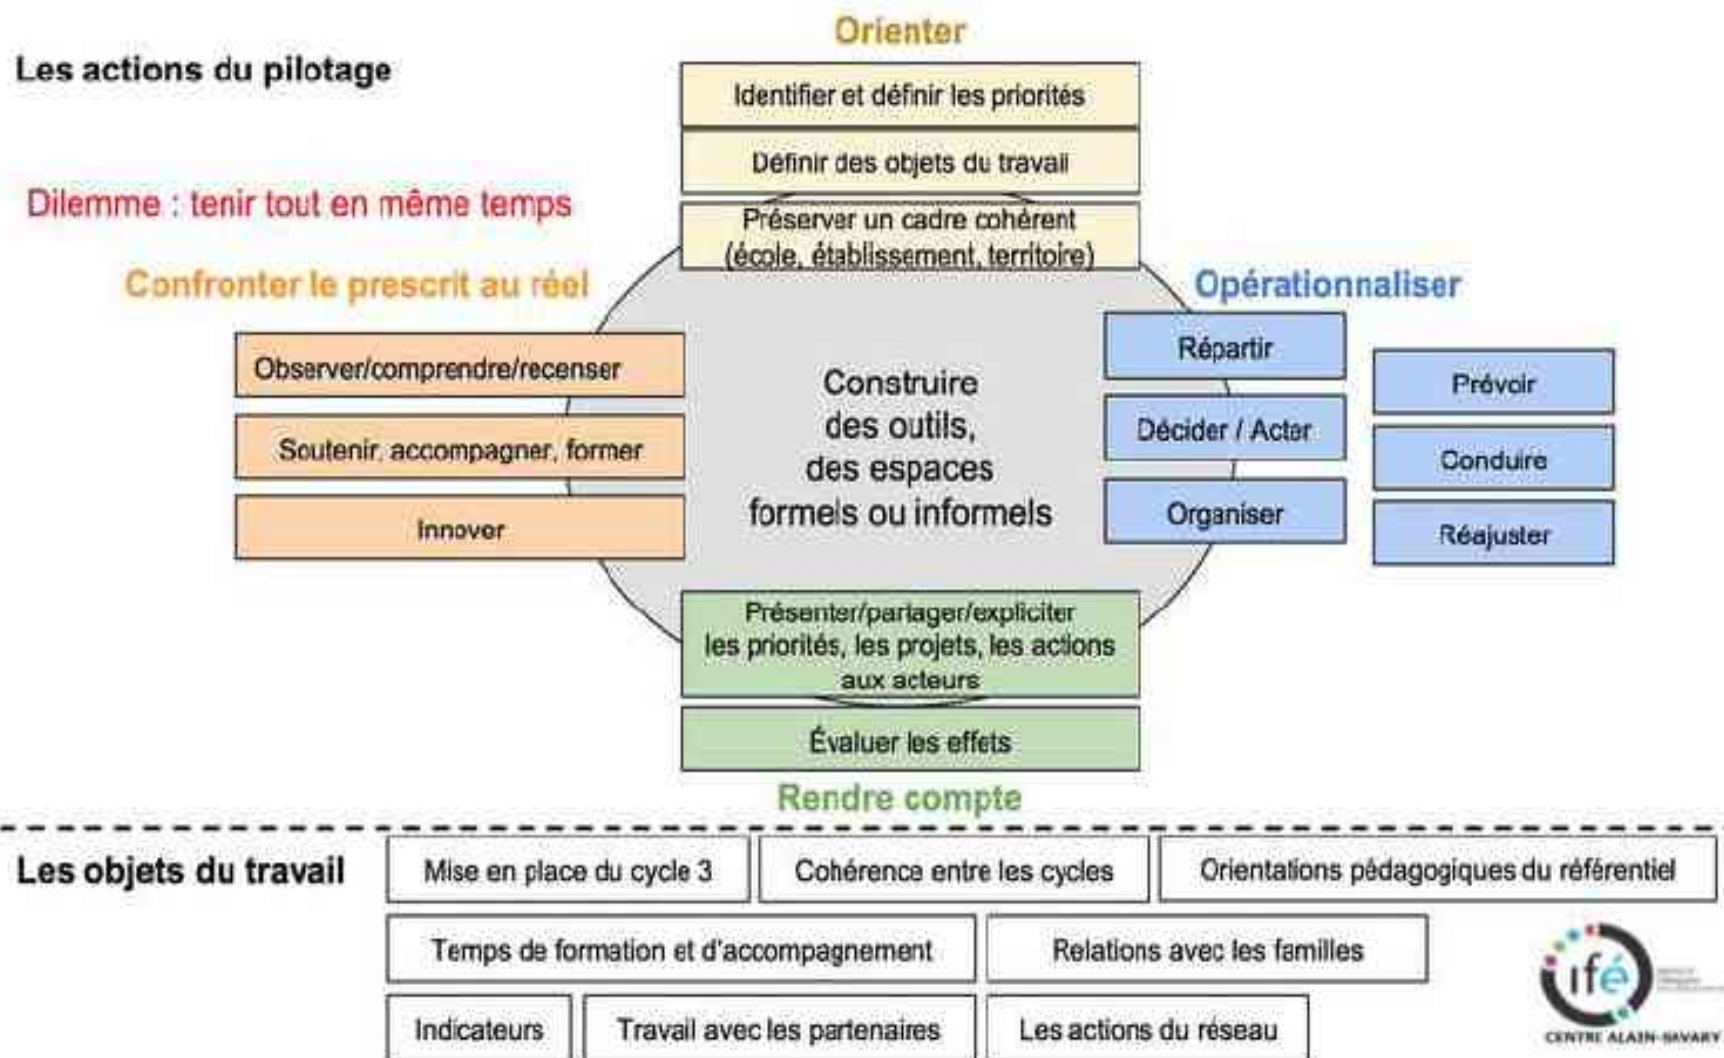 Orienter
Les actions du pilotage
Identifier et définir les priorités
Définir des objets du travail
Dilemme : tenir tout en même temps
Préserver un cadre cohérent
(école, établissement, territoire)
Confronter le prescrit au réel
Opérationnaliser
Observer/comprendre/recenser
Soutenir, accompagner, former
Innover
Construire
des outils,
des espaces
formels ou informels
Répartir
Décider / Acter
Organiser
Prévoir
Conduire
Réajuster
Présenter/partager/expliciter
les priorités, les projets, les actions
aux acteurs
Évaluer les effets
Rendre compte
Les objets du travail
Mise en place du cycle 3
Cohérence entre les cycles
Orientations pédagogiques du référentiel
Temps de formation et d'accompagnement
Relations avec les familles
Indicateurs
Travail avec les partenaires
Les actions du réseau
ifé
CENTRE ALAIN-SAVARY